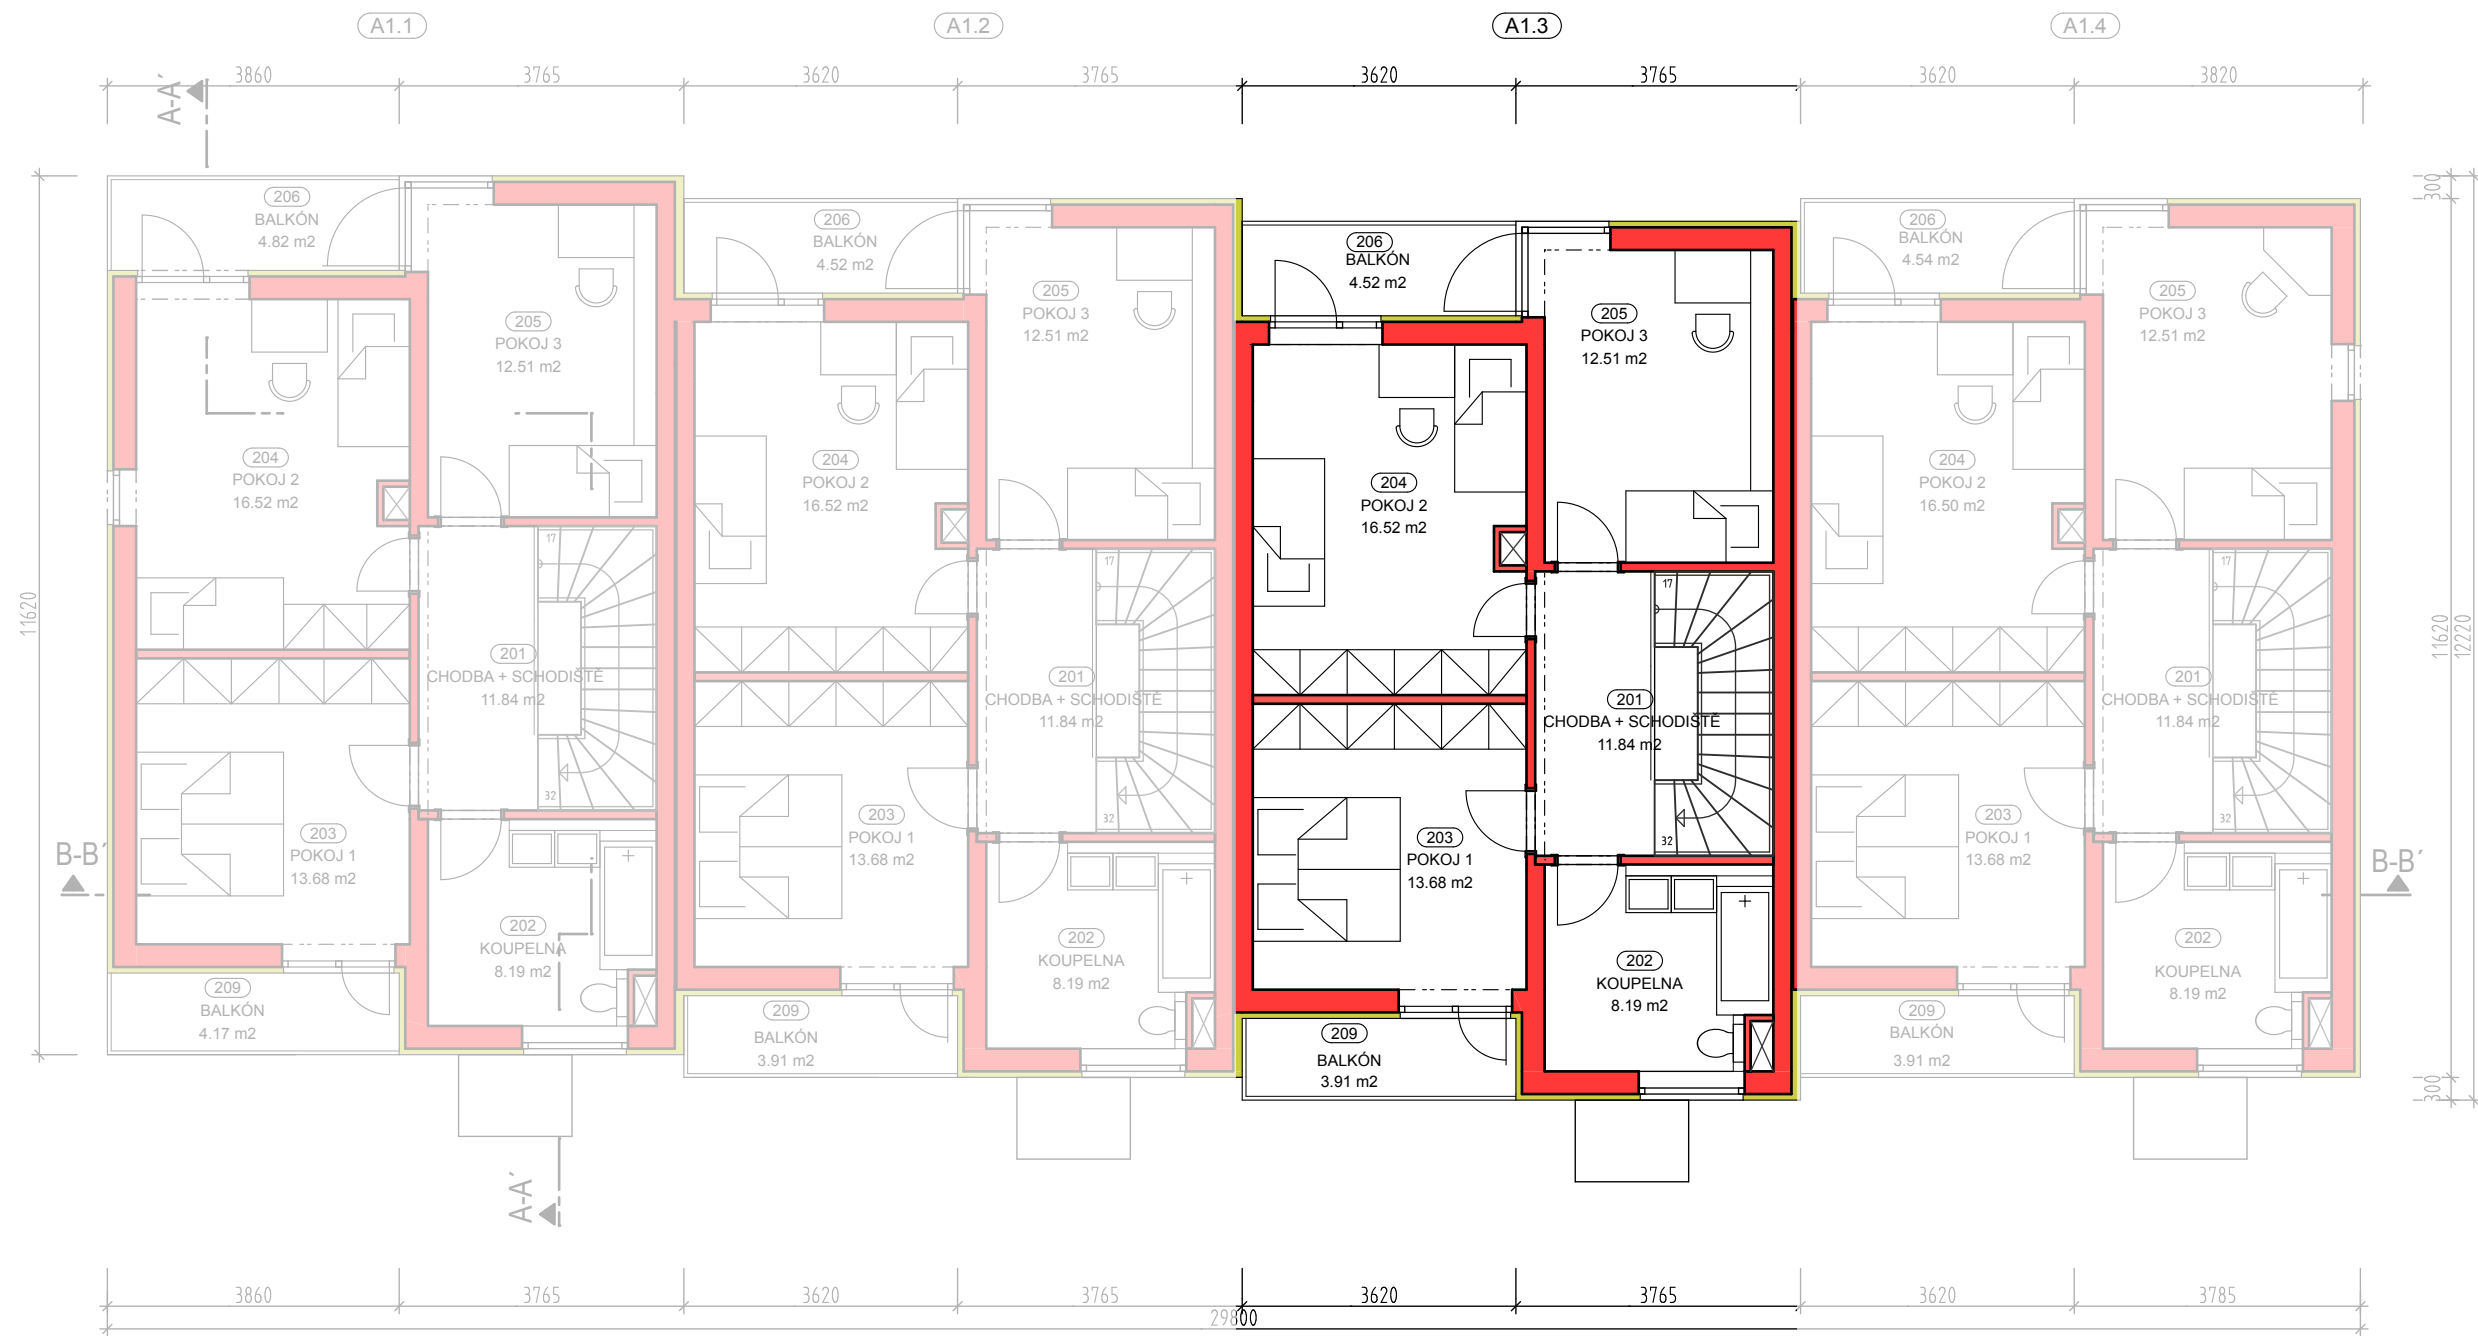 A1.1 A1.2 A1.3 A1.4
3860 3765 3620 3765 3620 3765 3620 3820
A-A´
300
206
BALKÓN
4.82 m2
206
BALKÓN
4.52 m2
206
BALKÓN
4.52 m2
206
BALKÓN
4.54 m2
205
POKOJ 3
12.51 m2
205
POKOJ 3
12.51 m2
205
POKOJ 3
12.51 m2
205
POKOJ 3
12.51 m2
204
POKOJ 2
16.52 m2
204
POKOJ 2
16.52 m2
204
POKOJ 2
16.52 m2
204
POKOJ 2
16.50 m2
17
17
17
17
11620
11620
12220
201
CHODBA + SCHODIŠTĚ
11.84 m2
201
CHODBA + SCHODIŠTĚ
11.84 m2
201
CHODBA + SCHODIŠTĚ
11.84 m2
201
CHODBA + SCHODIŠTĚ
11.84 m2
32
32
32
32
203
POKOJ 1
13.68 m2
203
POKOJ 1
13.68 m2
203
POKOJ 1
13.68 m2
203
POKOJ 1
13.68 m2
B-B´
B-B´
202
KOUPELNA
8.19 m2
202
KOUPELNA
8.19 m2
202
KOUPELNA
8.19 m2
202
KOUPELNA
8.19 m2
209
BALKÓN
4.17 m2
209
BALKÓN
3.91 m2
209
BALKÓN
3.91 m2
209
BALKÓN
3.91 m2
300
A-A´
3860 3765 3620 3765 3620 3765 3620 3785
29800